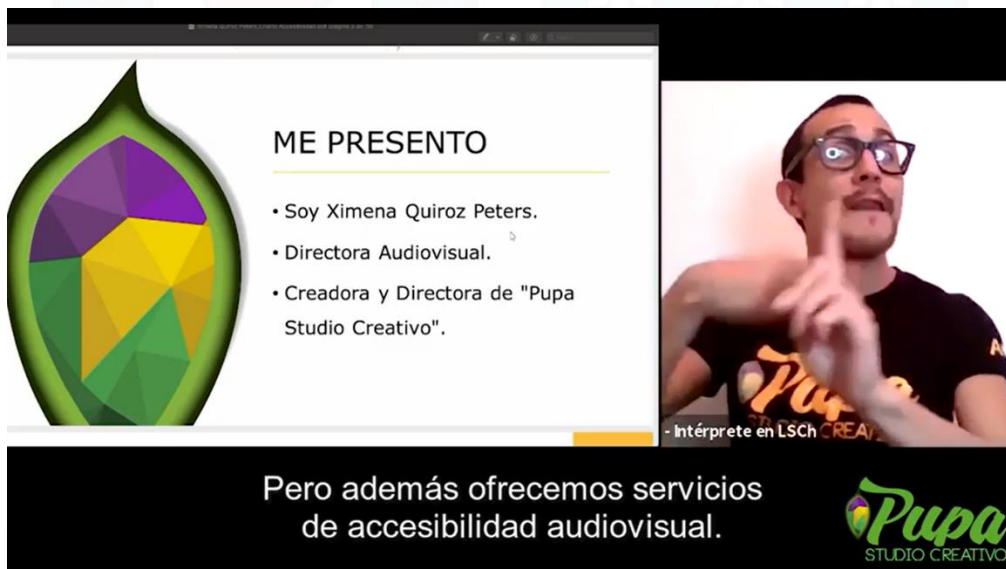 ME PRESENTO
• Soy Ximena Quiroz Peters.
• Directora Audiovisual.
• Creadora y Directora de "Pupa
Studio Creativo".
Pupa
- Intérprete en LSCh
Pero además ofrecemos servicios
de accesibilidad audiovisual.
Pupa
STUDIO CREATIVO